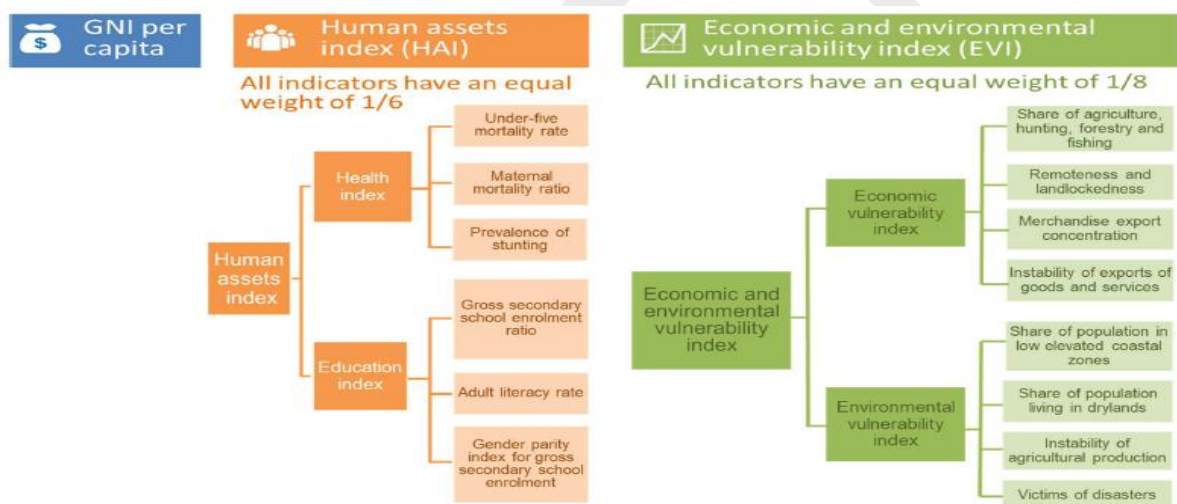 GNI per
capita
$
Human assets
index (HAI)
All indicators have an equal
weight of 1/6
Human
assets
index
Health
index
Under-five
mortality rate
Maternal
mortality ratio
Prevalence of
stunting
Education
index
Gross secondary
school enrolment
ratio
Adult literacy rate
Gender parity
index for gross
secondary school
enrolment
Economic and environmental
vulnerability index (EVI)
All indicators have an equal weight of 1/8
Economic and
environmental
vulnerability
index
Economic
vulnerability
index
Share of agriculture,
hunting, forestry and
fishing
Remoteness and
landlockedness
Merchandise export
concentration
Instability of exports of
goods and services
Environmental
vulnerability
index
Share of population in
low elevated coastal
zones
Share of population
living in drylands
Instability of
agricultural production
Victims of disasters